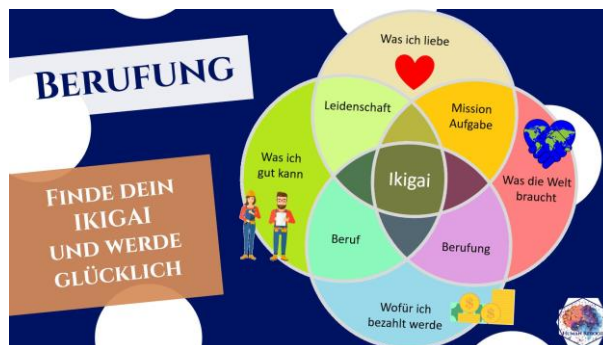 BERUFUNG
FINDE DEIN
IKIGAI
UND WERDE
GLÜCKLICH
Was ich liebe
Leidenschaft
Mission
Aufgabe
Was ich
gut kann
Ikigai
Was die Welt
braucht
Beruf
Berufung
Wofür ich
bezahlt werde